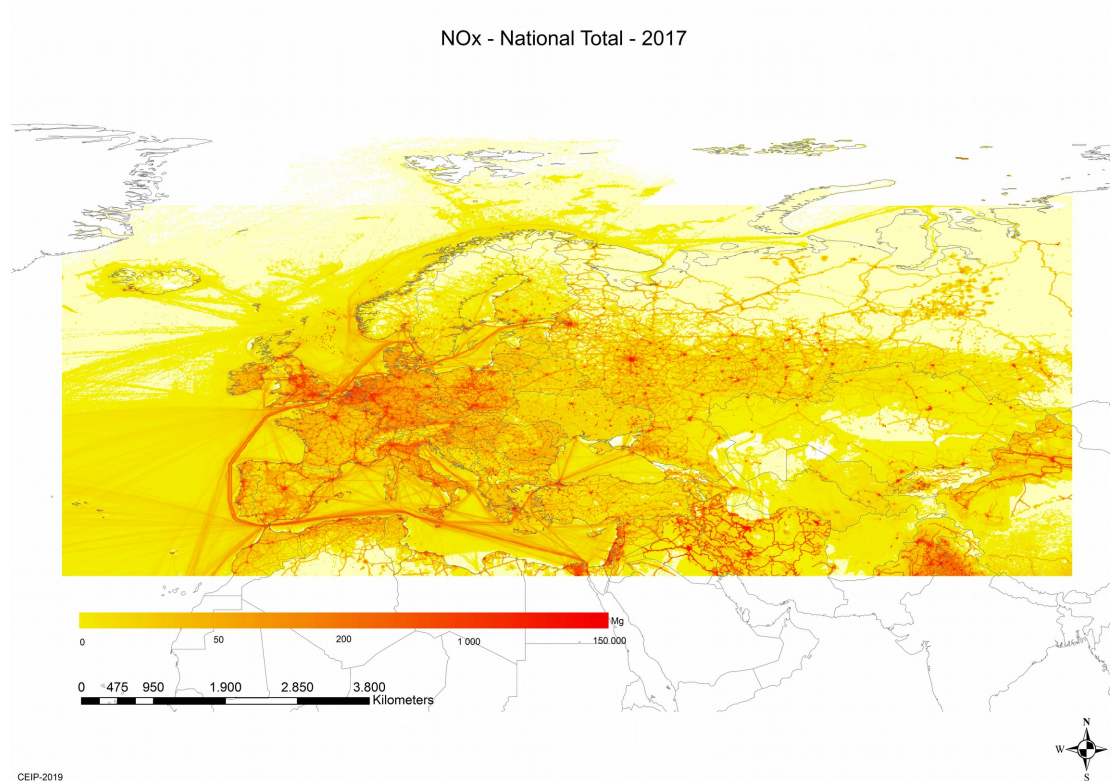 NOx - National Total - 2017
Mg
0 50 200 1 000 150 000
0 475 950 1.900 2.850 3.800
Kilometers
N
W
S
CEIP-2019